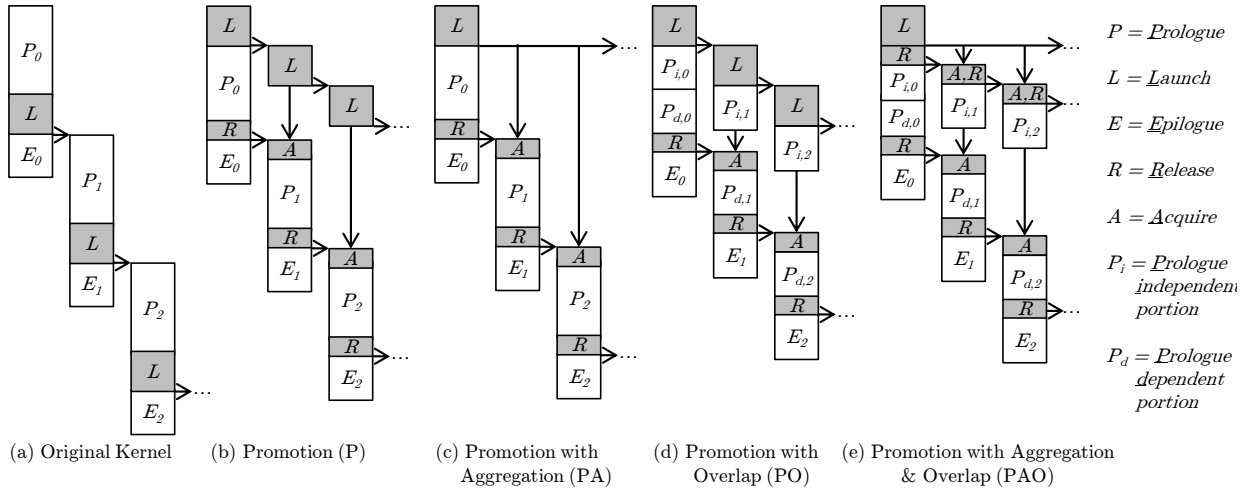 P0
L
E0
P1
L
E1
P2
L
E2
...
(a) Original Kernel
L
P0
R
E0
L
A
P1
R
E1
L
...
A
P2
R
E2
...
(b) Promotion (P)
L
P0
R
E0
...
A
P1
R
E1
A
P2
R
E2
...
(c) Promotion with
Aggregation (PA)
L
Pi,0
Pd,0
R
E0
L
Pi,1
A
Pd,1
R
E1
L
...
Pi,2
A
Pd,2
R
E2
...
(d) Promotion with
Overlap (PO)
L
R
Pi,0
Pd,0
R
E0
...
A,R
Pi,1
A
Pd,1
R
E1
A,R
...
Pi,2
A
Pd,2
R
E2
...
(e) Promotion with Aggregation
& Overlap (PAO)
P = Prologue
L = Launch
E = Epilogue
R = Release
A = Acquire
Pi = Prologue
independent
portion
Pd = Prologue
dependent
portion